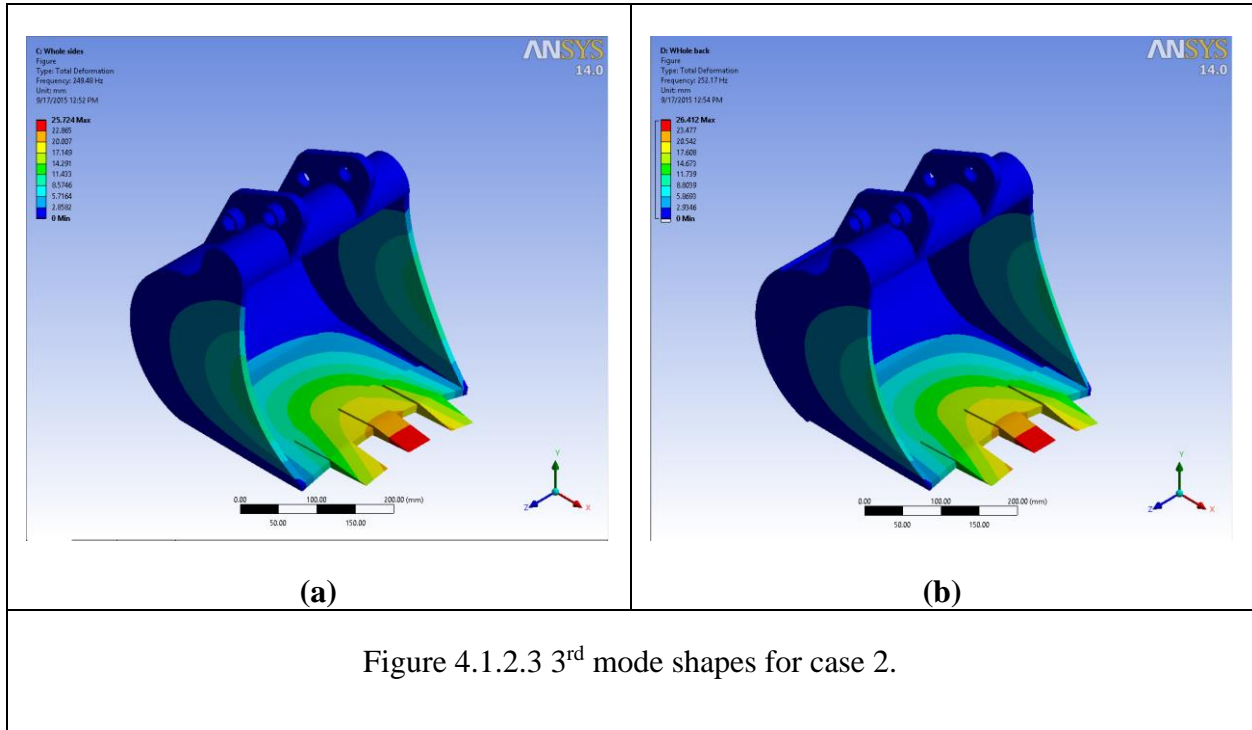 C: Whole sides
Figure
Type: Total Deformation
Frequency: 249.48 Hz
Unit: mm
9/17/2015 12:52 PM
25.724 Max
22.865
20.007
17.149
14.291
11.433
8.5746
5.7164
2.8582
0 Min
ANSYS
14.0
0.00 100.00 200.00 (mm)
50.00 150.00
Y
Z X
(a)
D: WHole back
Figure
Type: Total Deformation
Frequency: 252.17 Hz
Unit: mm
9/17/2015 12:54 PM
26.412 Max
23.477
20.542
17.608
14.673
11.739
8.8039
5.8693
2.9346
0 Min
ANSYS
14.0
0.00 100.00 200.00 (mm)
50.00 150.00
Y
Z X
(b)
Figure 4.1.2.3 3rd mode shapes for case 2.